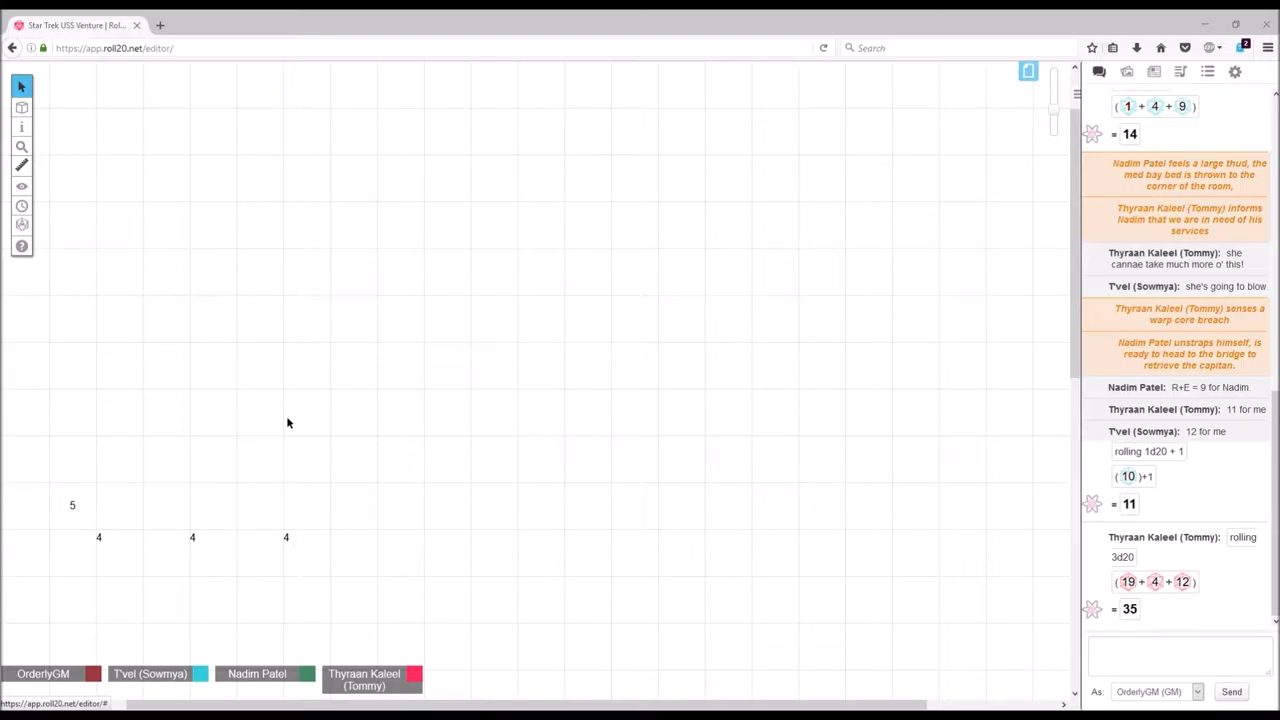 Star Trek USS Venture | Rol...
https://app.roll20.net/editor/
Search
2
( 1 + 4 + 9 )
= 14
Nadim Patel feels a large thud, the
med bay bed is thrown to the
corner of the room,
Thyraan Kaleel (Tommy) informs
Nadim that we are in need of his
services
Thyraan Kaleel (Tommy): she
cannae take much more o' this!
T'vel (Sowmya): she's going to blow
Thyraan Kaleel (Tommy) senses a
warp core breach
Nadim Patel unstraps himself, is
ready to head to the bridge to
retrieve the capitan.
Nadim Patel: R+E = 9 for Nadim.
Thyraan Kaleel (Tommy): 11 for me
T'vel (Sowmya): 12 for me
rolling 1d20 + 1
( 10 )+1
= 11
Thyraan Kaleel (Tommy): rolling
3d20
( 19 + 4 + 12 )
= 35
5
4 4 4
OrderlyGM T'vel (Sowmya) Nadim Patel Thyraan Kaleel
(Tommy)
As: OrderlyGM (GM) Send
https://app.roll20.net/editor/#